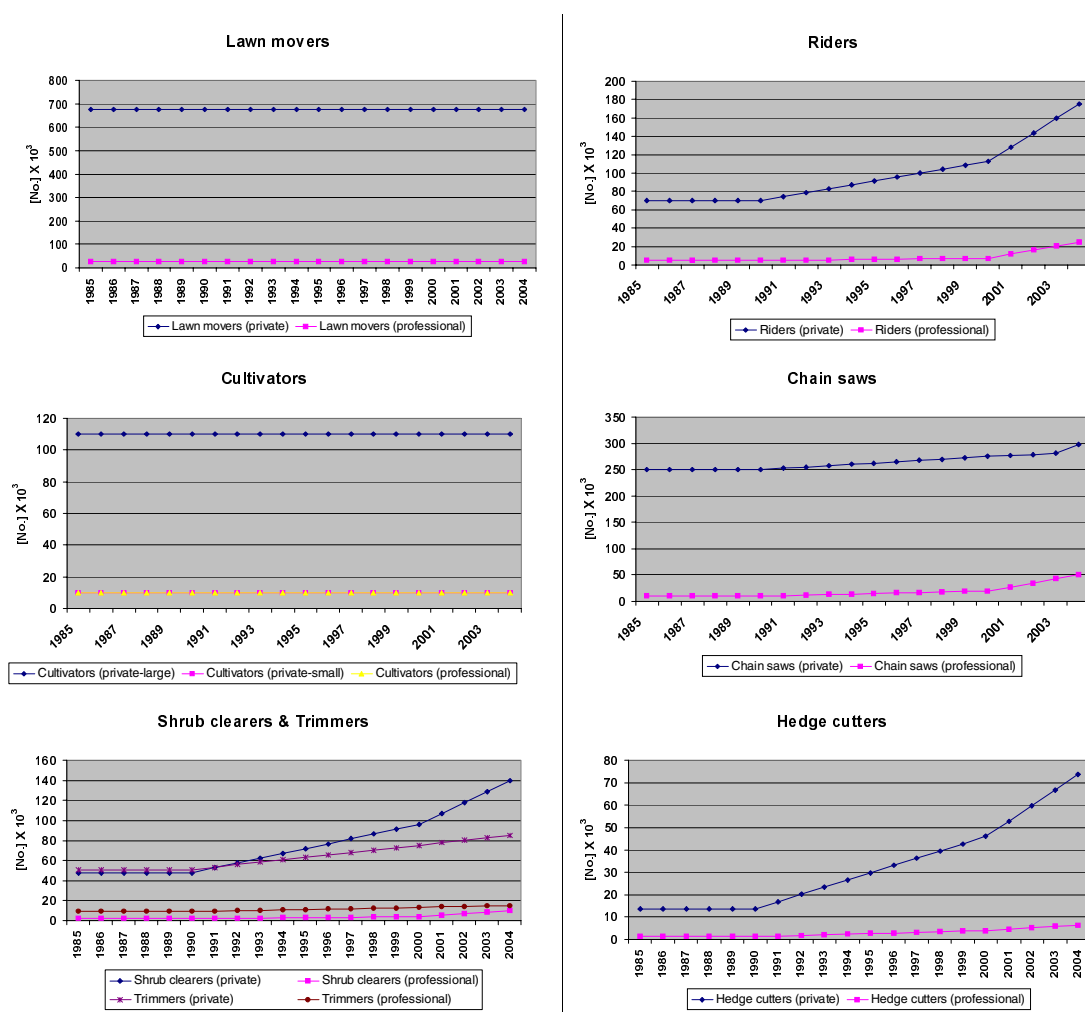 Lawn movers
[No.] X 10³
800
700
600
500
400
300
200
100
0
1985 1986 1987 1988 1989 1990 1991 1992 1993 1994 1995 1996 1997 1998 1999 2000 2001 2002 2003 2004
Lawn movers (private) Lawn movers (professional)
Riders
[No.] X 10³
200
180
160
140
120
100
80
60
40
20
0
1985 1987 1989 1991 1993 1995 1997 1999 2001 2003
Riders (private) Riders (professional)
Cultivators
[No.] X 10³
120
100
80
60
40
20
0
1985 1987 1989 1991 1993 1995 1997 1999 2001 2003
Cultivators (private-large) Cultivators (private-small) Cultivators (professional)
Chain saws
[No.] X 10³
350
300
250
200
150
100
50
0
1985 1987 1989 1991 1993 1995 1997 1999 2001 2003
Chain saws (private) Chain saws (professional)
Shrub clearers & Trimmers
[No.] X 10³
160
140
120
100
80
60
40
20
0
1985 1986 1987 1988 1989 1990 1991 1992 1993 1994 1995 1996 1997 1998 1999 2000 2001 2002 2003 2004
Shrub clearers (private) Shrub clearers (professional)
Trimmers (private) Trimmers (professional)
Hedge cutters
[No.] X 10³
80
70
60
50
40
30
20
10
0
1985 1986 1987 1988 1989 1990 1991 1992 1993 1994 1995 1996 1997 1998 1999 2000 2001 2002 2003 2004
Hedge cutters (private) Hedge cutters (professional)